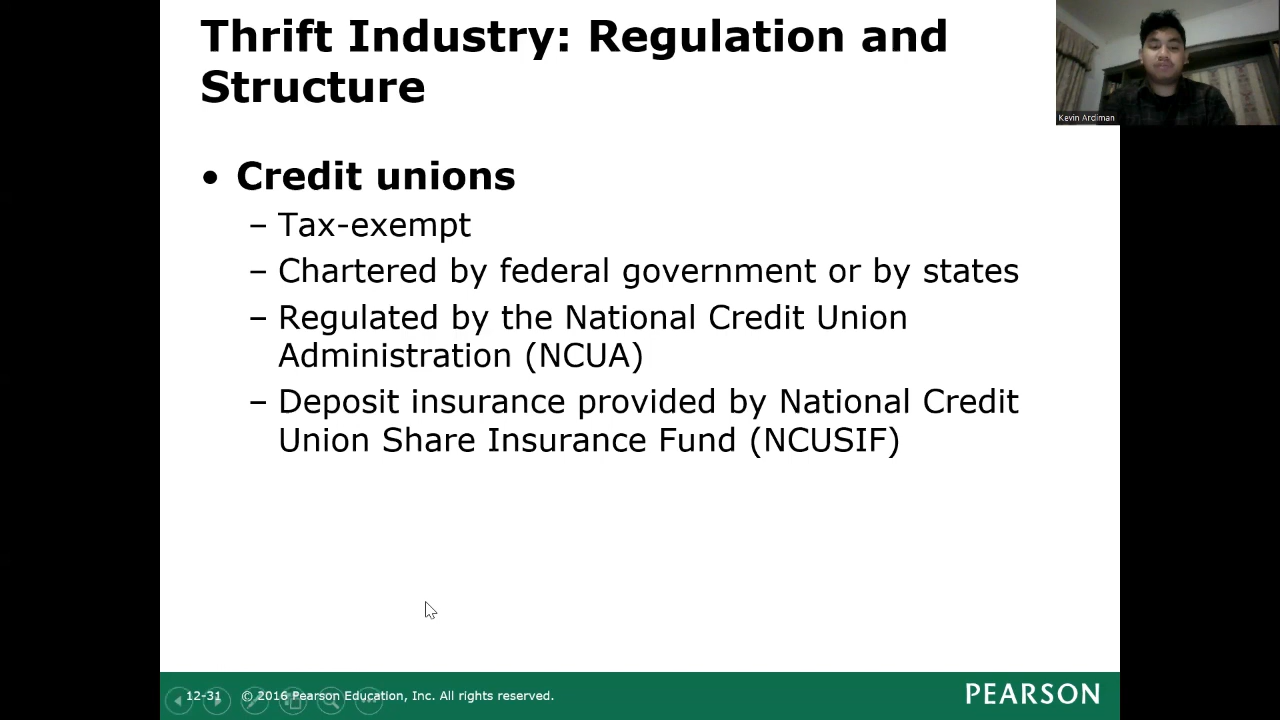 Thrift Industry: Regulation and
Structure
Kevin Ardiman
• Credit unions
– Tax-exempt
– Chartered by federal government or by states
– Regulated by the National Credit Union
Administration (NCUA)
– Deposit insurance provided by National Credit
Union Share Insurance Fund (NCUSIF)
12-31 © 2016 Pearson Education, Inc. All rights reserved.
PEARSON